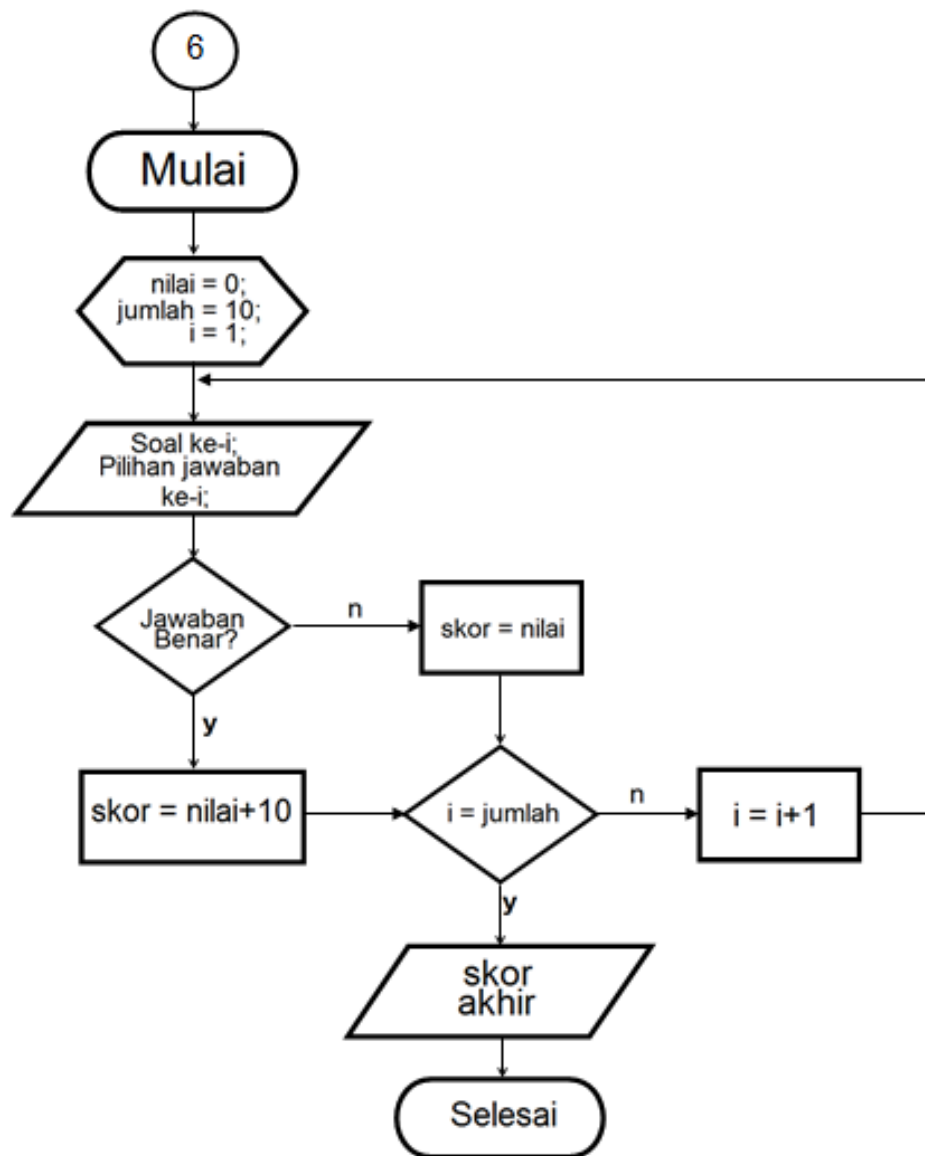 6
Mulai
nilai = 0;
jumlah = 10;
i = 1;
Soal ke-i;
Pilihan jawaban
ke-i;
Jawaban
Benar?
n
skor = nilai
y
skor = nilai+10
i = jumlah
n
i = i+1
y
skor
akhir
Selesai